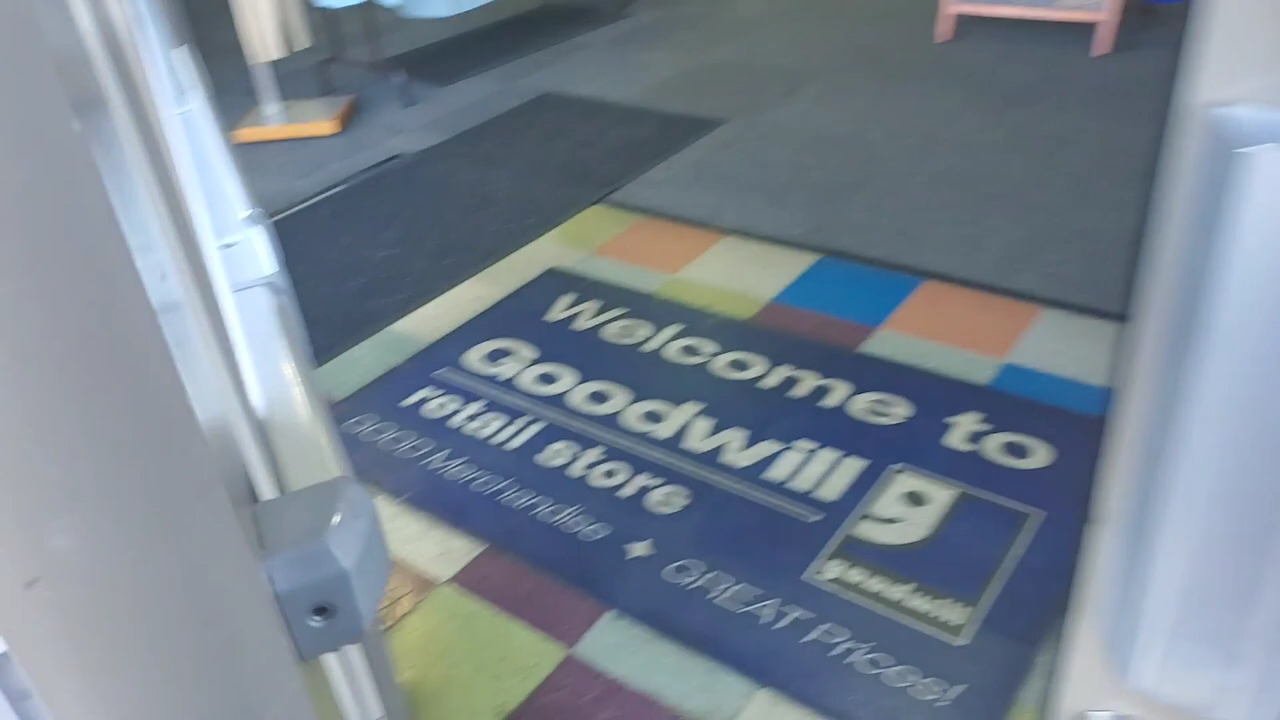 Welcome to
Goodwill
retail store
GOOD Merchandise ✦ GREAT Prices!
g
goodwill